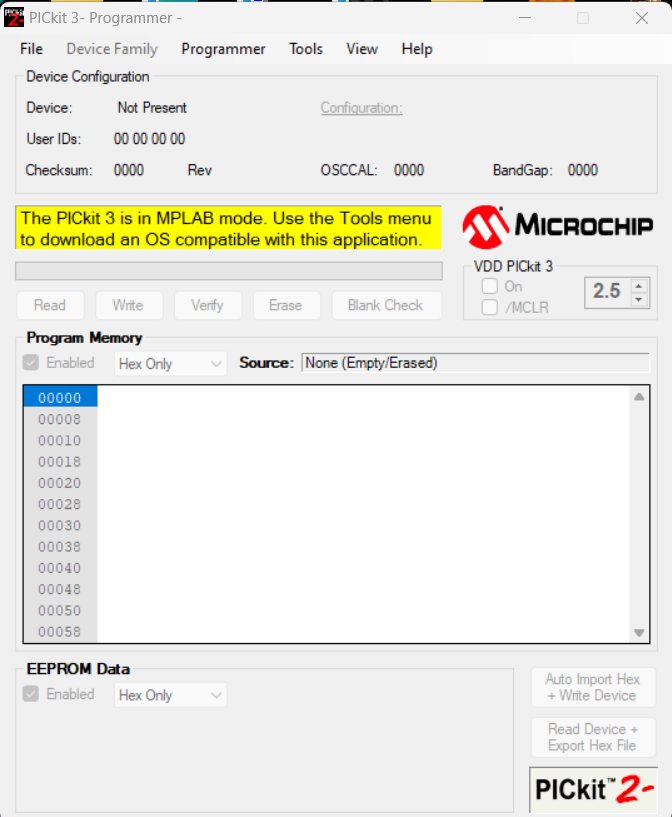 PICkit 3- Programmer -
File Device Family Programmer Tools View Help
Device Configuration
Device: Not Present Configuration:
User IDs: 00 00 00 00
Checksum: 0000 Rev OSCCAL: 0000 BandGap: 0000
The PICkit 3 is in MPLAB mode. Use the Tools menu
to download an OS compatible with this application.
MICROCHIP
VDD PICkit 3
On
/MCLR
2.5
Read Write Verify Erase Blank Check
Program Memory
Enabled Hex Only Source: None (Empty/Erased)
00000
00008
00010
00018
00020
00028
00030
00038
00040
00048
00050
00058
EEPROM Data
Enabled Hex Only
Auto Import Hex
+ Write Device
Read Device +
Export Hex File
PICkit™ 2-